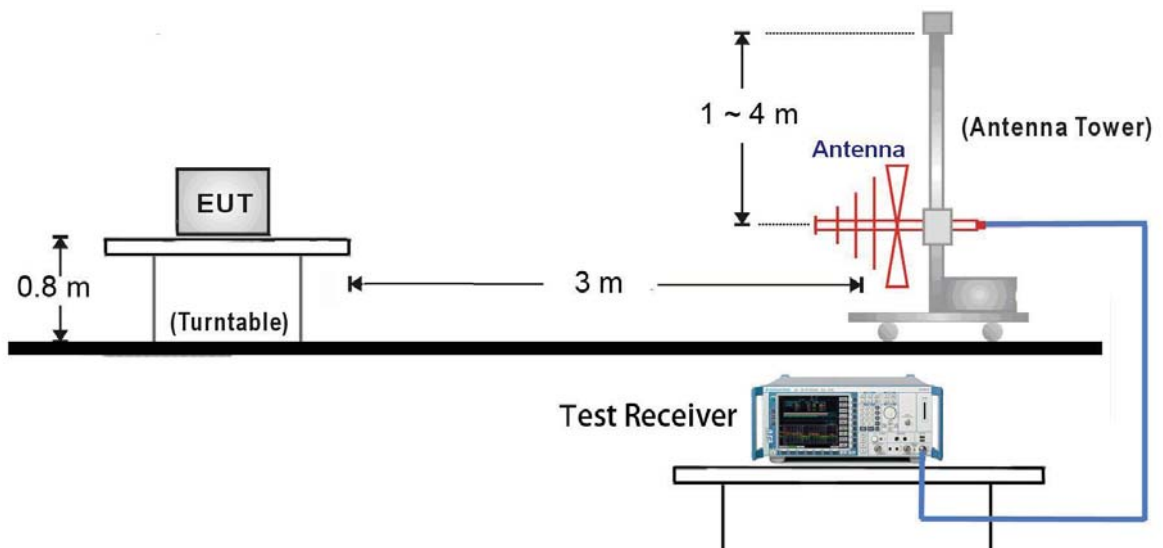 1 ~ 4 m
(Antenna Tower)
Antenna
EUT
0.8 m
3 m
(Turntable)
Test Receiver